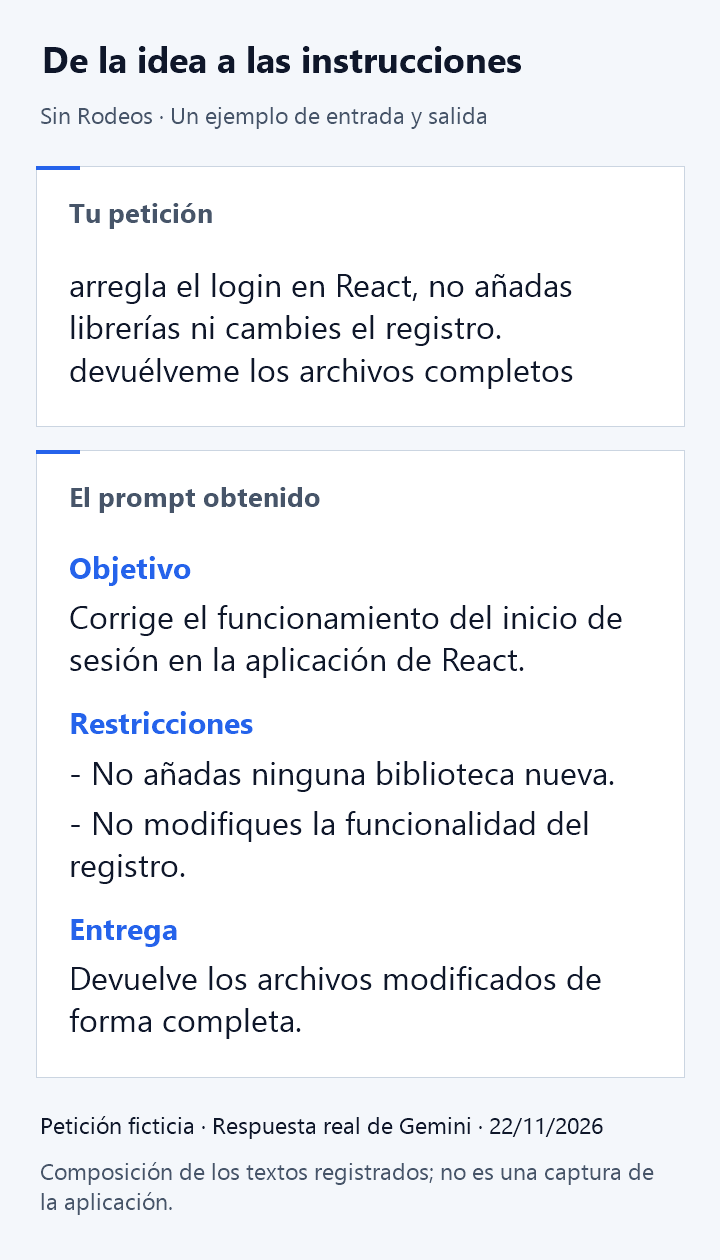 De la idea a las instrucciones
Sin Rodeos · Un ejemplo de entrada y salida
Tu petición
arregla el login en React, no añadas
librerías ni cambies el registro.
devuélveme los archivos completos
El prompt obtenido
Objetivo
Corrige el funcionamiento del inicio de
sesión en la aplicación de React.
Restricciones
- No añadas ninguna biblioteca nueva.
- No modifiques la funcionalidad del
registro.
Entrega
Devuelve los archivos modificados de
forma completa.
Petición ficticia · Respuesta real de Gemini · 22/11/2026
Composición de los textos registrados; no es una captura de
la aplicación.